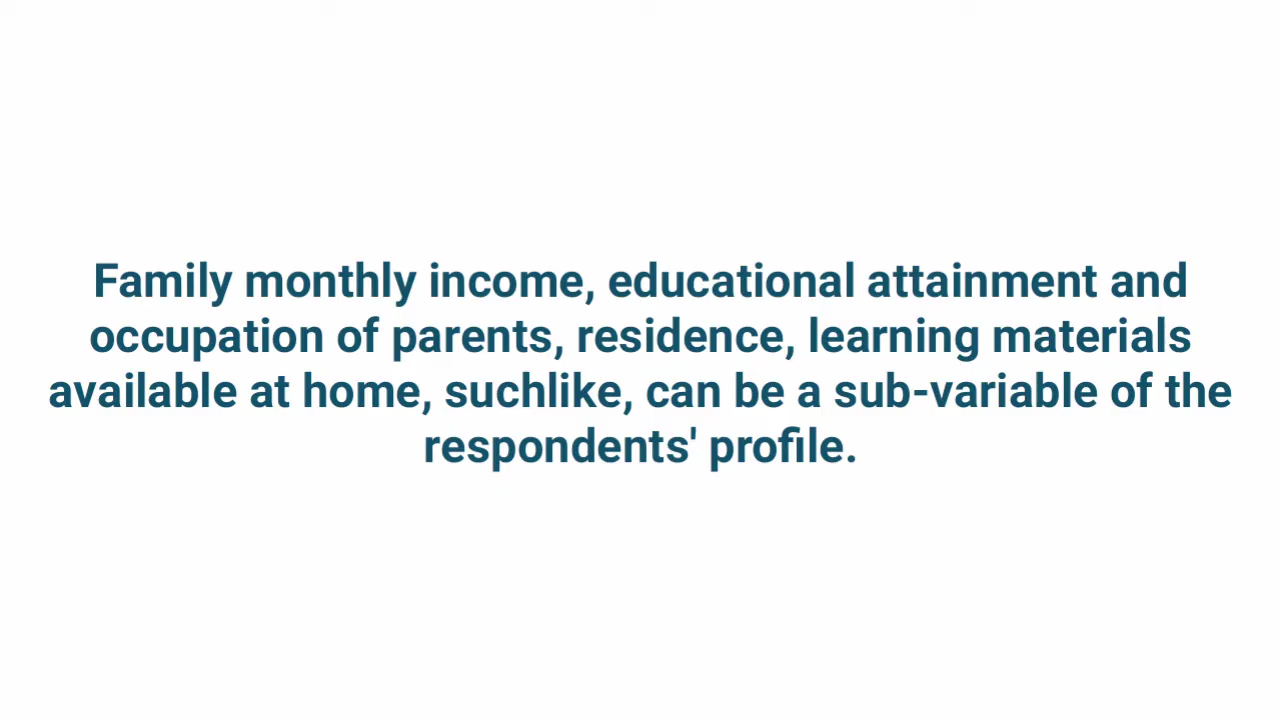 Family monthly income, educational attainment and
occupation of parents, residence, learning materials
available at home, suchlike, can be a sub-variable of the
respondents' profile.